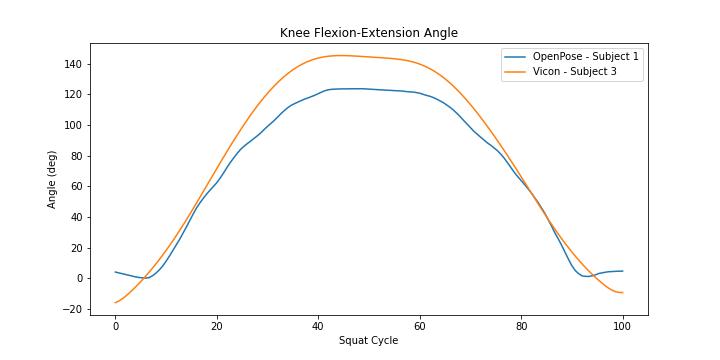 Knee Flexion-Extension Angle
OpenPose - Subject 1
Vicon - Subject 3
140
120
100
80
60
40
20
0
−20
Angle (deg)
0 20 40 60 80 100
Squat Cycle